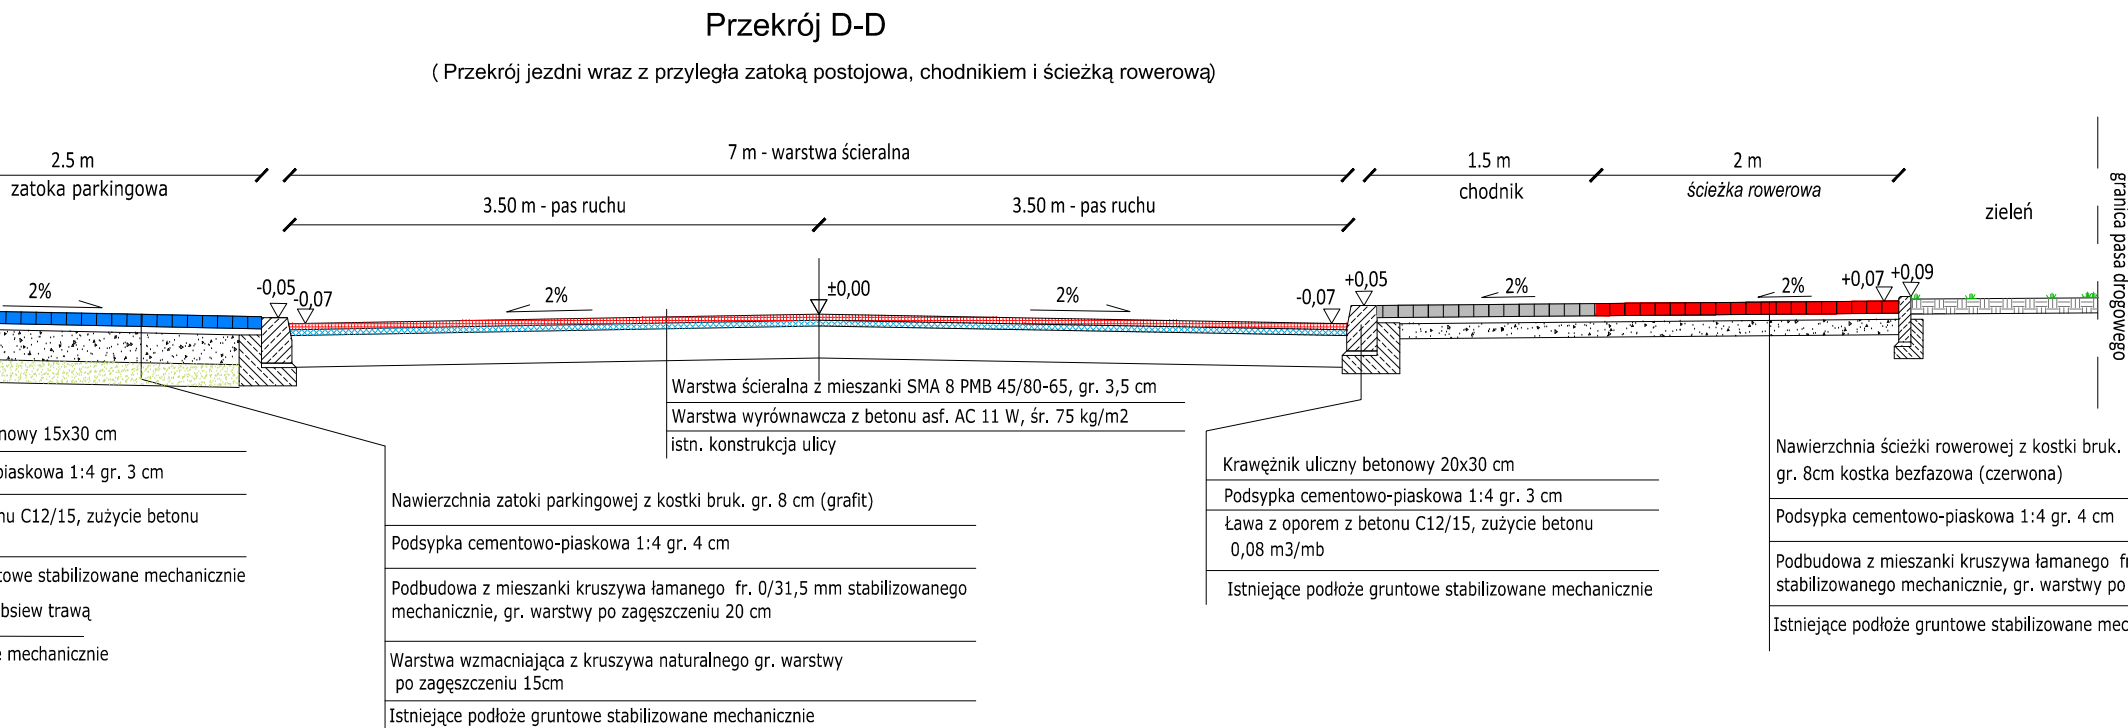 Przekrój D-D
( Przekrój jezdni wraz z przyległa zatoką postojowa, chodnikiem i ścieżką rowerową)
2.5 m
zatoka parkingowa
7 m - warstwa ścieralna
3.50 m - pas ruchu
3.50 m - pas ruchu
1.5 m
chodnik
2 m
ścieżka rowerowa
zieleń
granica pasa drogowego
2%
-0,05
-0,07
2%
±0,00
2%
-0,07
+0,05
2%
2%
+0,07
+0,09
Warstwa ścieralna z mieszanki SMA 8 PMB 45/80-65, gr. 3,5 cm
Warstwa wyrównawcza z betonu asf. AC 11 W, śr. 75 kg/m2
istn. konstrukcja ulicy
nowy 15x30 cm
piaskowa 1:4 gr. 3 cm
nu C12/15, zużycie betonu
towe stabilizowane mechanicznie
bsiew trawą
e mechanicznie
Nawierzchnia zatoki parkingowej z kostki bruk. gr. 8 cm (grafit)
Podsypka cementowo-piaskowa 1:4 gr. 4 cm
Podbudowa z mieszanki kruszywa łamanego fr. 0/31,5 mm stabilizowanego
mechanicznie, gr. warstwy po zagęszczeniu 20 cm
Warstwa wzmacniająca z kruszywa naturalnego gr. warstwy
po zagęszczeniu 15cm
Istniejące podłoże gruntowe stabilizowane mechanicznie
Krawężnik uliczny betonowy 20x30 cm
Podsypka cementowo-piaskowa 1:4 gr. 3 cm
Ława z oporem z betonu C12/15, zużycie betonu
0,08 m3/mb
Istniejące podłoże gruntowe stabilizowane mechanicznie
Nawierzchnia ścieżki rowerowej z kostki bruk.
gr. 8cm kostka bezfazowa (czerwona)
Podsypka cementowo-piaskowa 1:4 gr. 4 cm
Podbudowa z mieszanki kruszywa łamanego fr
stabilizowanego mechanicznie, gr. warstwy po
Istniejące podłoże gruntowe stabilizowane mec